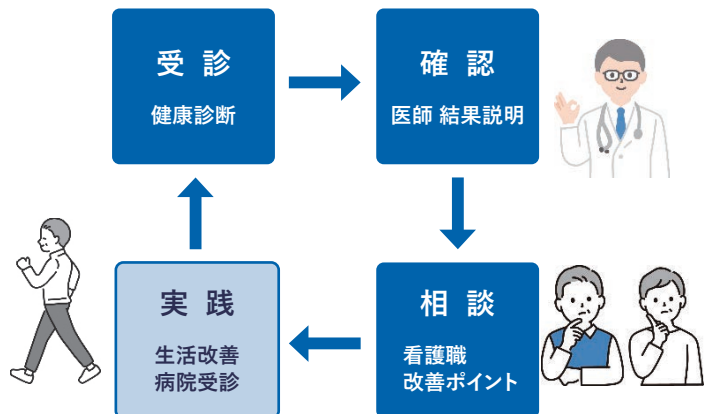 受診
健康診断
確認
医師 結果説明
実践
生活改善
病院受診
相談
看護職
改善ポイント